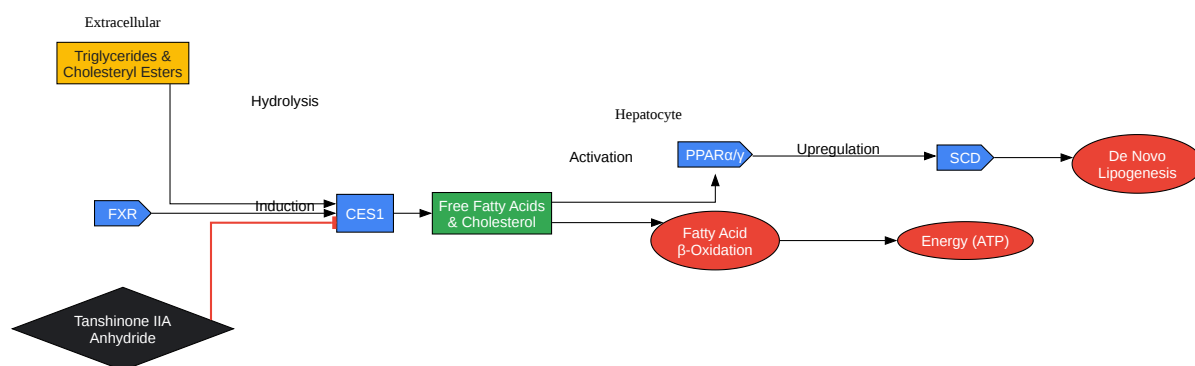 Extracellular
Triglycerides &
Cholesteryl Esters
Hydrolysis
Hepatocyte
Activation
PPARα/γ
Upregulation
SCD
De Novo
Lipogenesis
FXR
Induction
CES1
Free Fatty Acids
& Cholesterol
Fatty Acid
β-Oxidation
Energy (ATP)
Tanshinone IIA
Anhydride